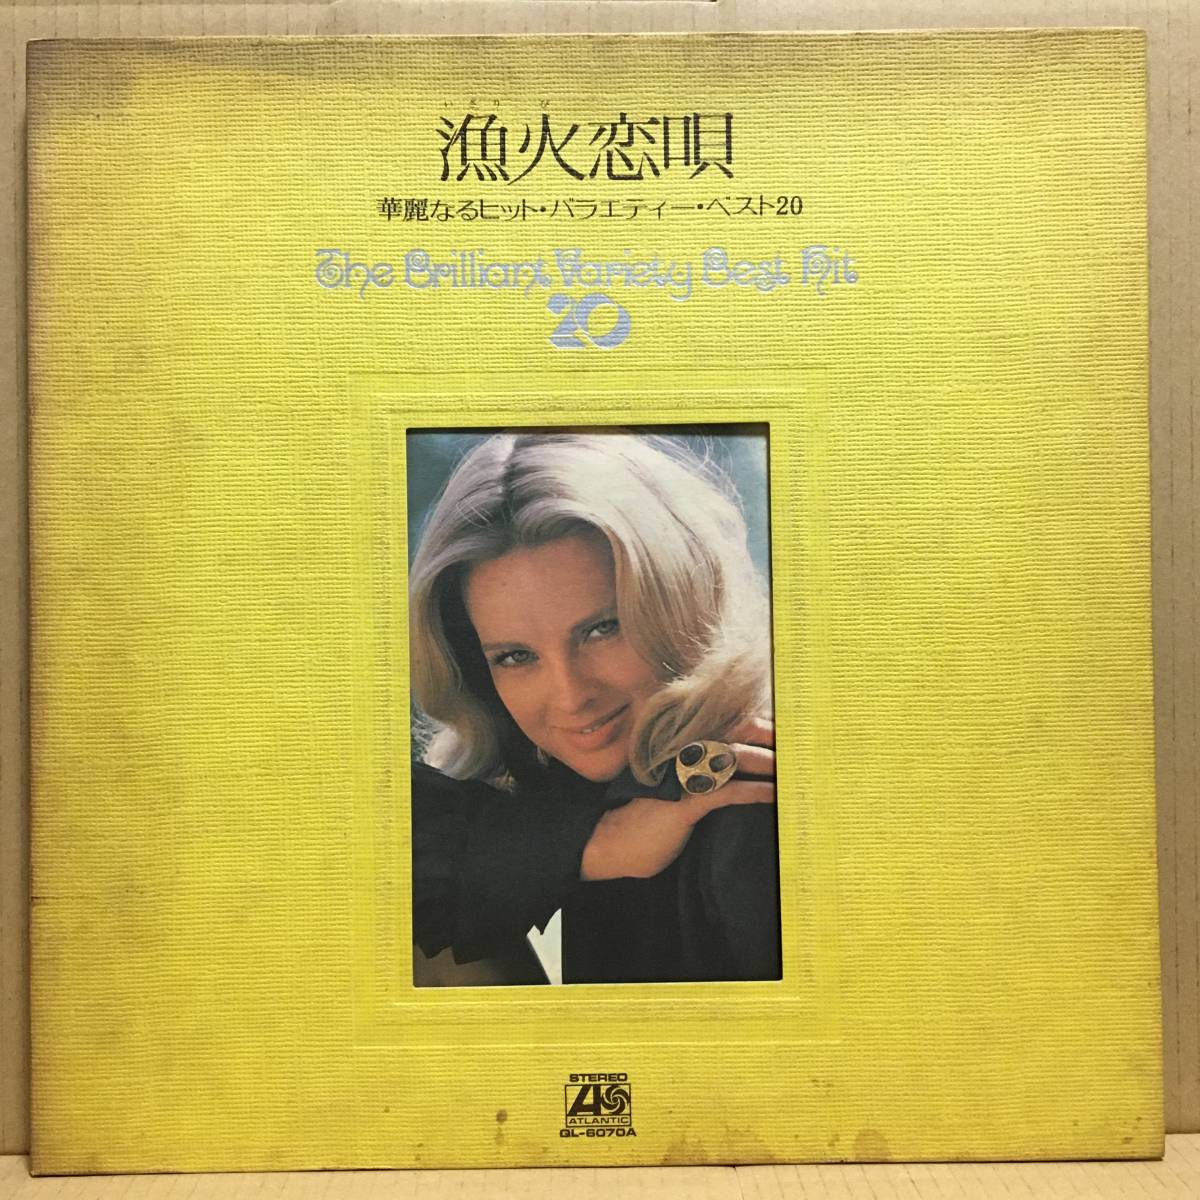 いさりび
漁火恋唄
華麗なるヒット・バラエティー・ベスト20
The Brilliant Variety Best Hit
20
STEREO
ATLANTIC
QL-6070A